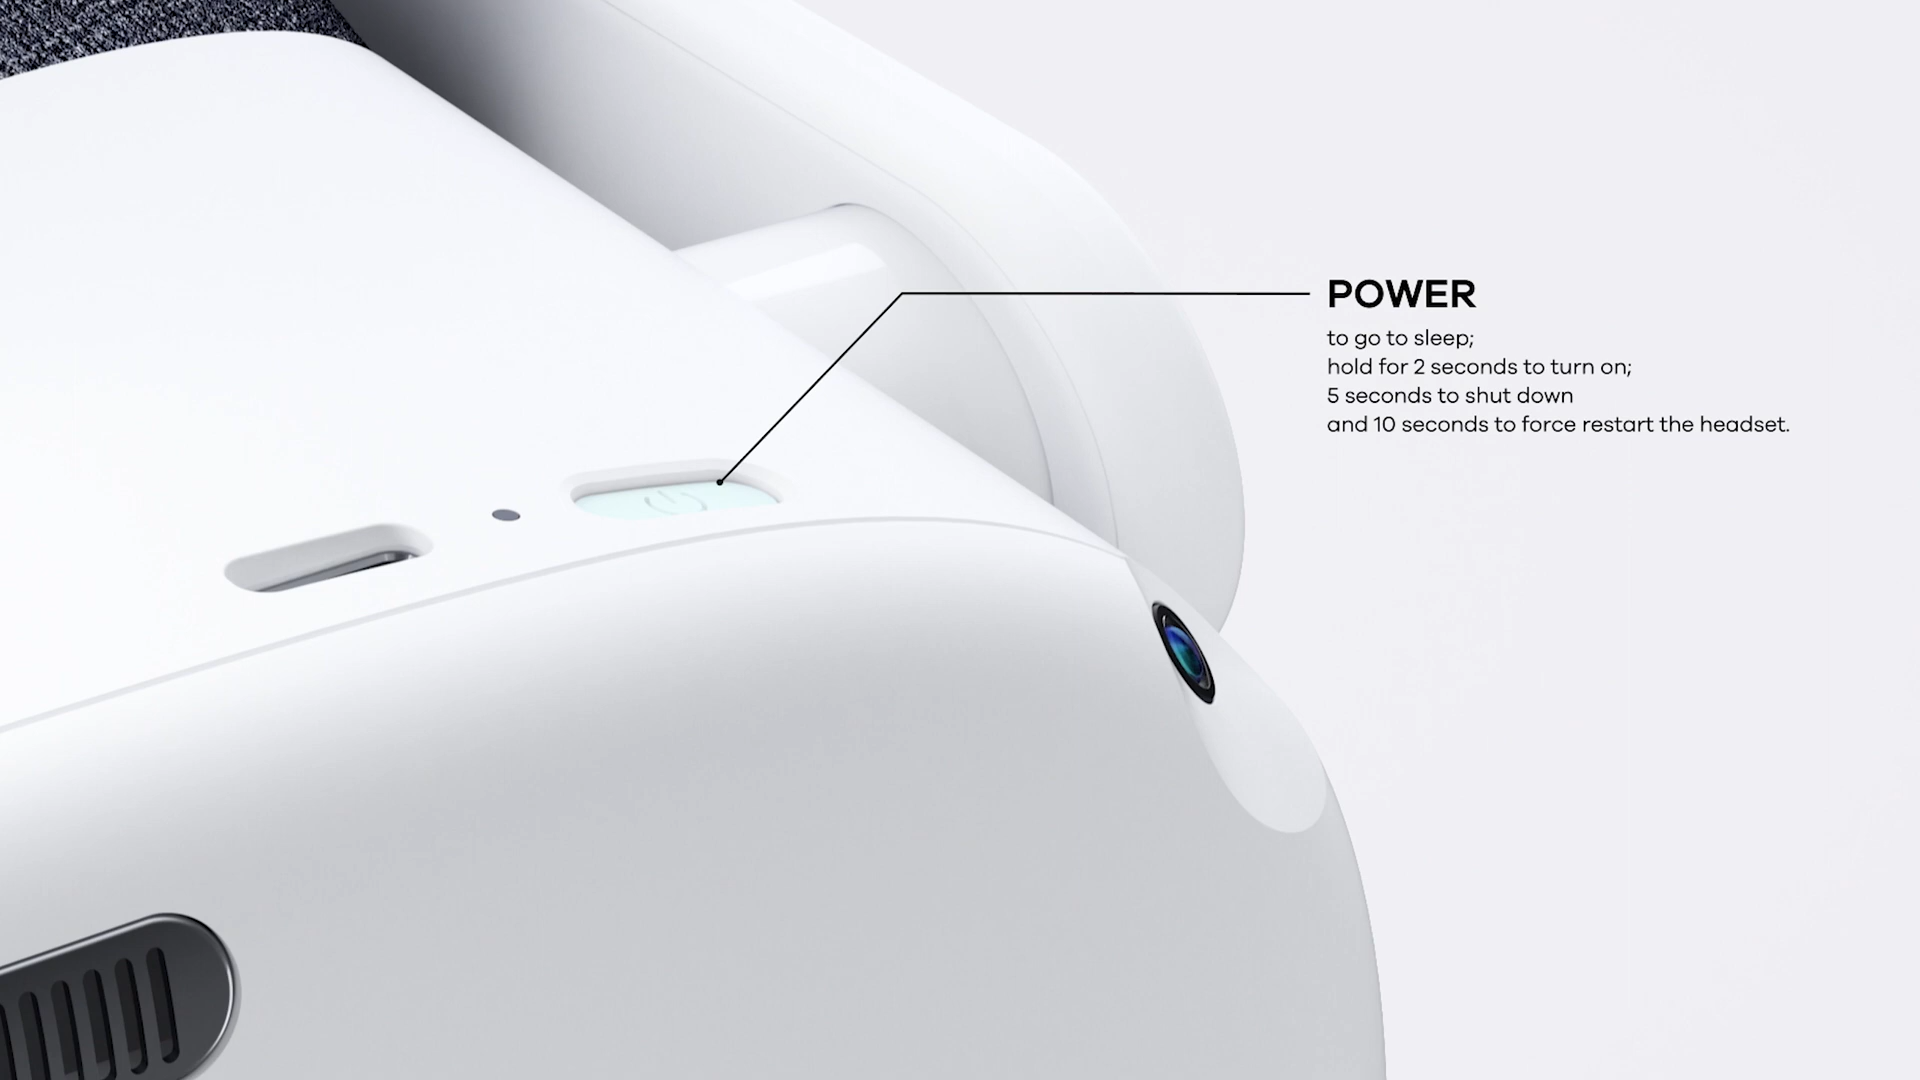 POWER
to go to sleep;
hold for 2 seconds to turn on;
5 seconds to shut down
and 10 seconds to force restart the headset.